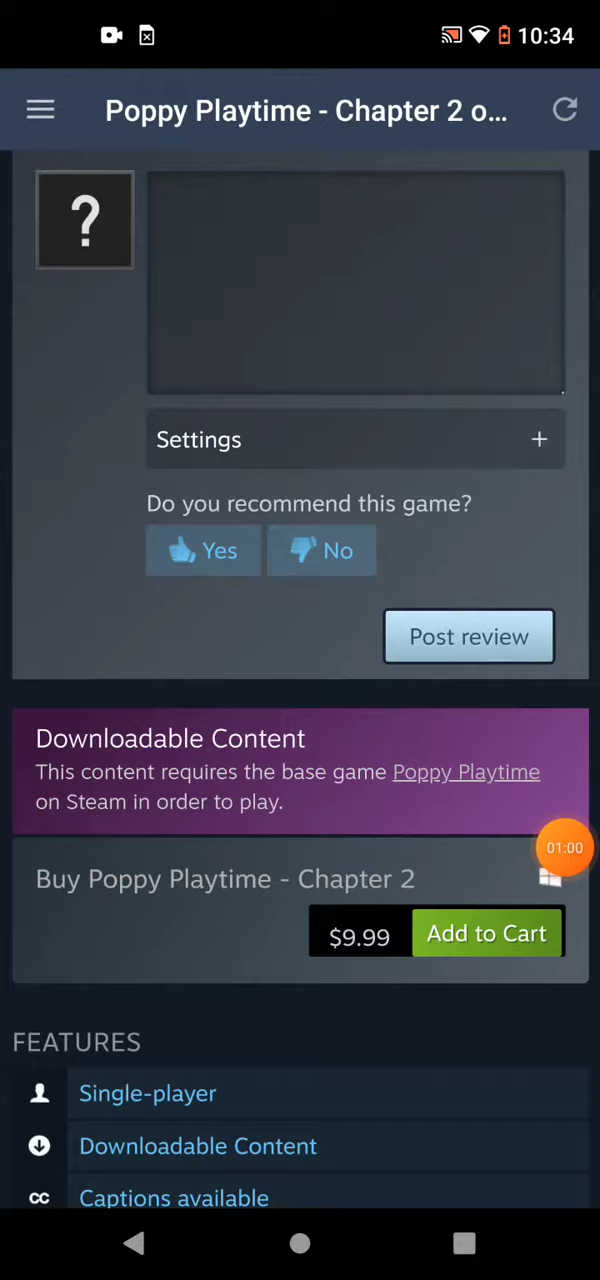 10:34
Poppy Playtime - Chapter 2 o...
?
Settings +
Do you recommend this game?
Yes No
Post review
Downloadable Content
This content requires the base game Poppy Playtime
on Steam in order to play.
01:00
Buy Poppy Playtime - Chapter 2
$9.99 Add to Cart
FEATURES
Single-player
Downloadable Content
CC Captions available